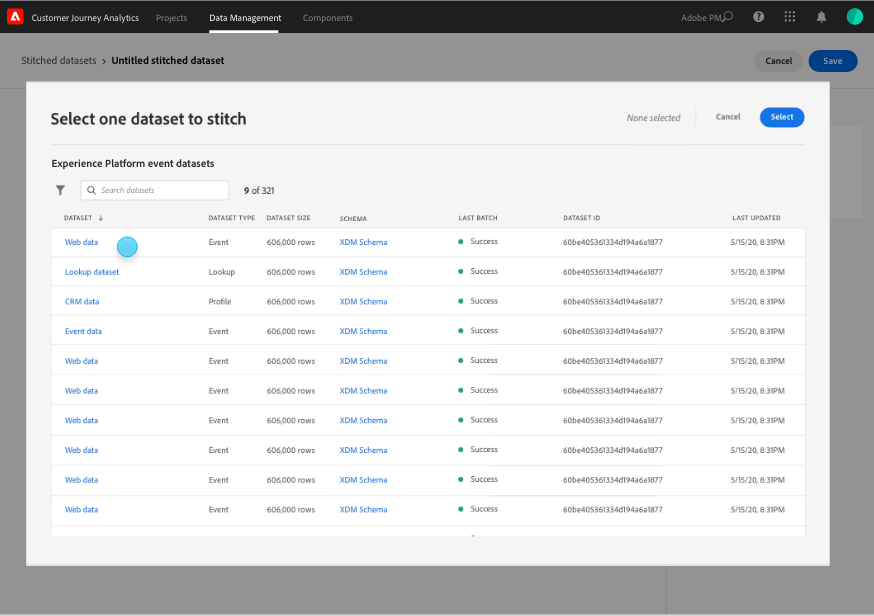 Customer Journey Analytics Projects Data Management Components Adobe PM
Stitched datasets > Untitled stitched dataset Cancel Save
Select one dataset to stitch None selected Cancel Select
Experience Platform event datasets
Search datasets 9 of 321
DATASET ↓ DATASET TYPE DATASET SIZE SCHEMA LAST BATCH DATASET ID LAST UPDATED
Web data Event 606,000 rows XDM Schema Success 60be405361334d194a6a1877 5/15/20, 8:31PM
Lookup dataset Lookup 606,000 rows XDM Schema Success 60be405361334d194a6a1877 5/15/20, 8:31PM
CRM data Profile 606,000 rows XDM Schema Success 60be405361334d194a6a1877 5/15/20, 8:31PM
Event data Event 606,000 rows XDM Schema Success 60be405361334d194a6a1877 5/15/20, 8:31PM
Web data Event 606,000 rows XDM Schema Success 60be405361334d194a6a1877 5/15/20, 8:31PM
Web data Event 606,000 rows XDM Schema Success 60be405361334d194a6a1877 5/15/20, 8:31PM
Web data Event 606,000 rows XDM Schema Success 60be405361334d194a6a1877 5/15/20, 8:31PM
Web data Event 606,000 rows XDM Schema Success 60be405361334d194a6a1877 5/15/20, 8:31PM
Web data Event 606,000 rows XDM Schema Success 60be405361334d194a6a1877 5/15/20, 8:31PM
Web data Event 606,000 rows XDM Schema Success 60be405361334d194a6a1877 5/15/20, 8:31PM